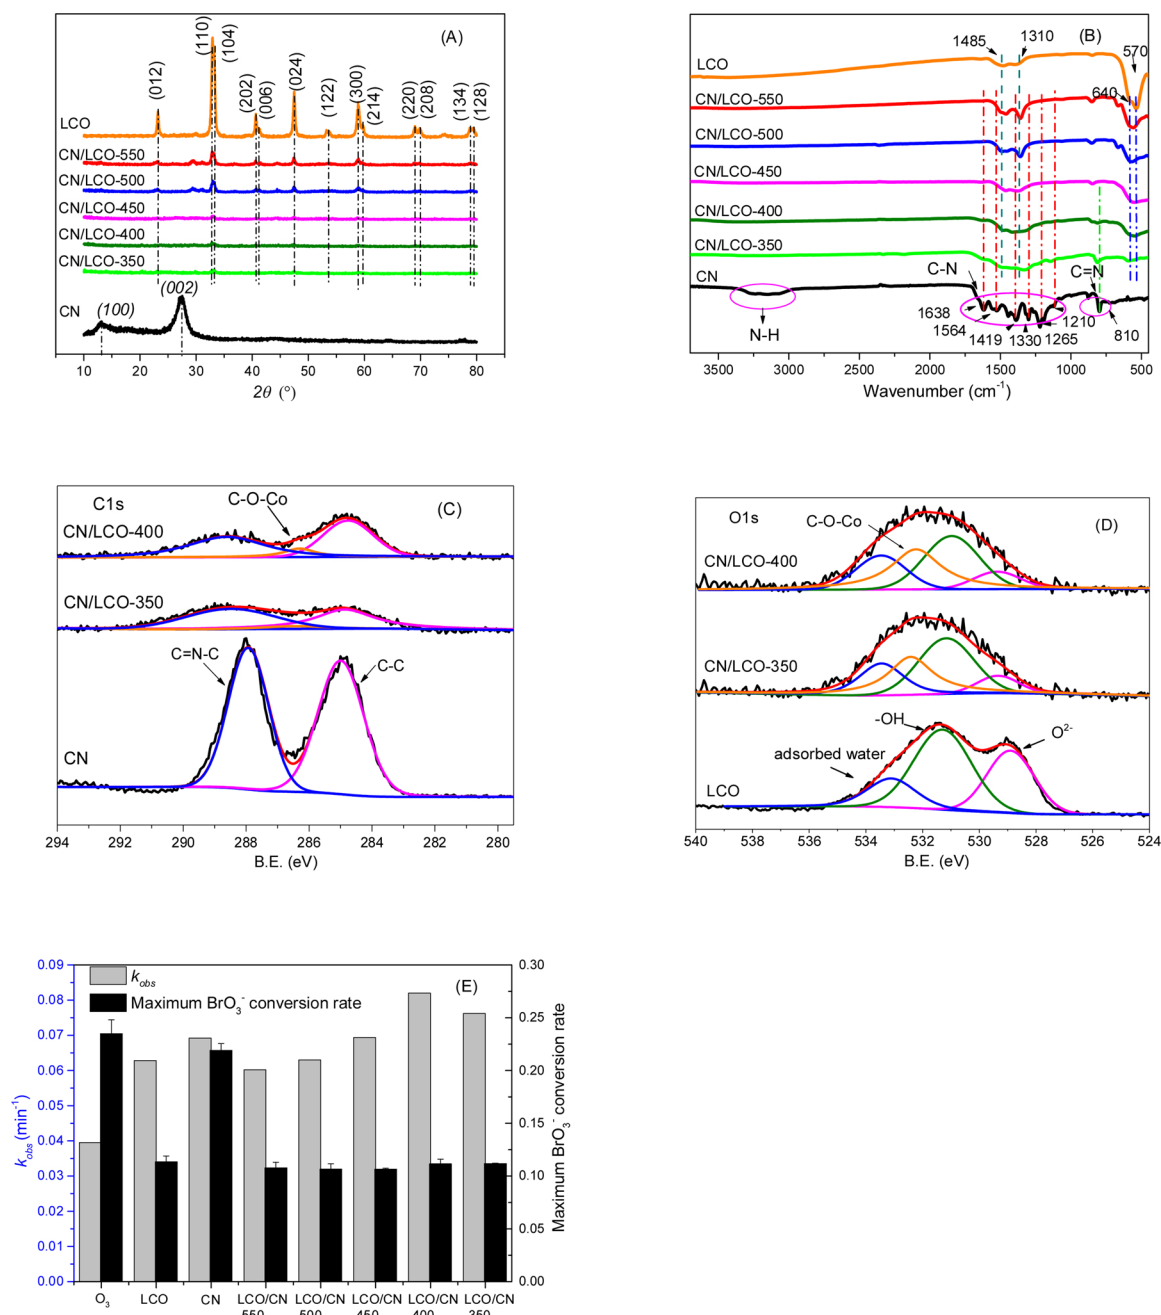 (A)
(110)
(104)
(012)
(202)
(006)
(024)
(122)
(300)
(214)
(220)
(208)
(134)
(128)
LCO
CN/LCO-550
CN/LCO-500
CN/LCO-450
CN/LCO-400
CN/LCO-350
(002)
(100)
CN
10 20 30 40 50 60 70 80
2θ (°)
(B)
1485
1310
570
640
LCO
CN/LCO-550
CN/LCO-500
CN/LCO-450
CN/LCO-400
CN/LCO-350
CN
C-N
C=N
N-H
1638
1564
1419
1330
1265
1210
810
3500 3000 2500 2000 1500 1000 500
Wavenumber (cm⁻¹)
C1s
(C)
C-O-Co
CN/LCO-400
CN/LCO-350
C=N-C
C-C
CN
294 292 290 288 286 284 282 280
B.E. (eV)
O1s
(D)
C-O-Co
CN/LCO-400
CN/LCO-350
-OH
O²⁻
adsorbed water
LCO
540 538 536 534 532 530 528 526 524
B.E. (eV)
(E)
k_obs
Maximum BrO₃⁻ conversion rate
0.09
0.08
0.07
0.06
0.05
0.04
0.03
0.02
0.01
0.00
k_obs (min⁻¹)
0.30
0.25
0.20
0.15
0.10
0.05
0.00
Maximum BrO₃⁻ conversion rate
O₃ LCO CN LCO/CN LCO/CN LCO/CN LCO/CN LCO/CN
550 500 450 400 350